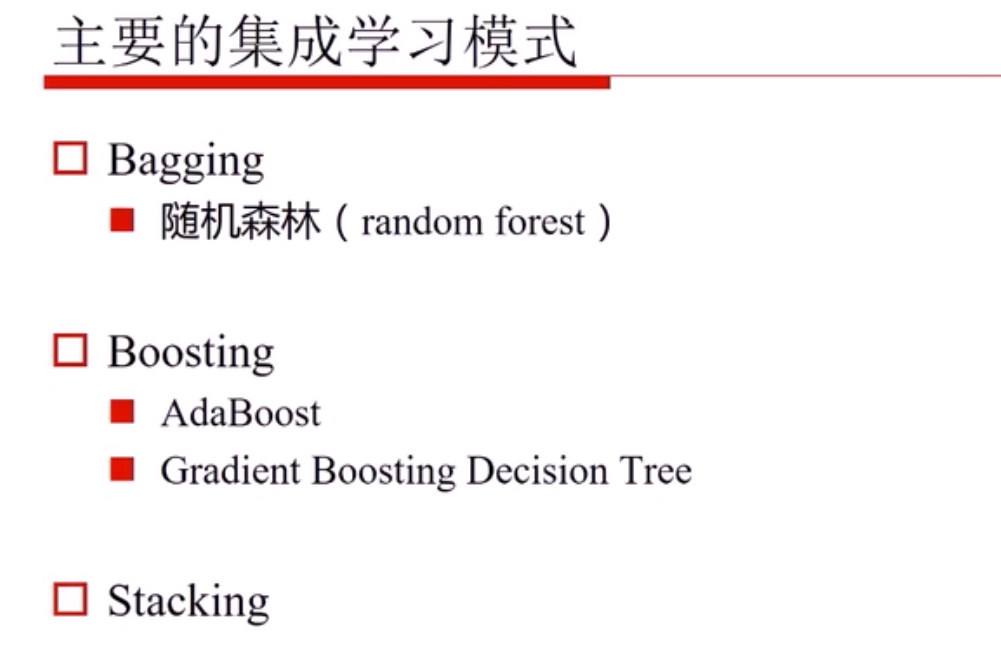 主要的集成学习模式
Bagging
随机森林（random forest）
Boosting
AdaBoost
Gradient Boosting Decision Tree
Stacking